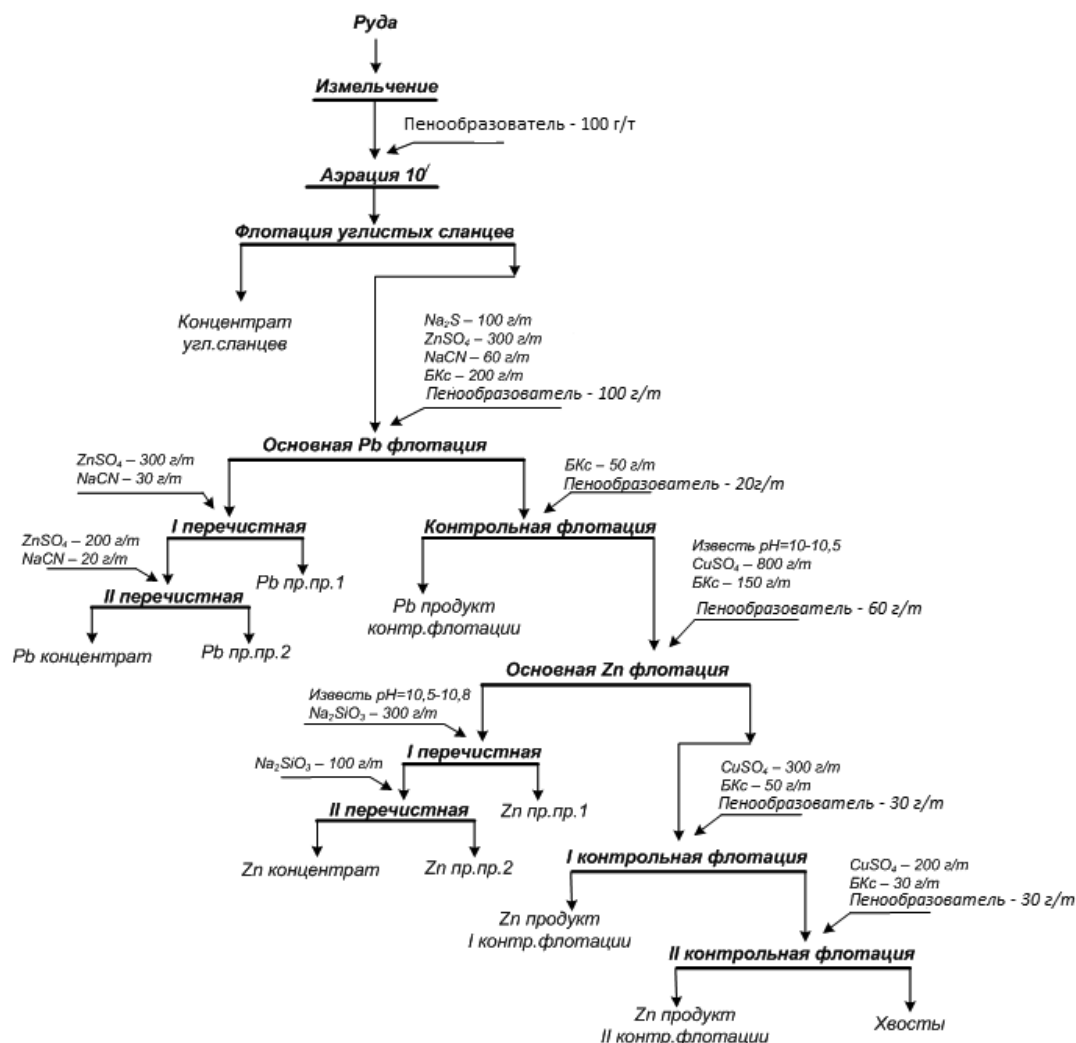 Руда
Измельчение
Пенообразователь - 100 г/т
Аэрация 10/
Флотация углистых сланцев
Концентрат
угл.сланцев
Na₂S – 100 г/т
ZnSO₄ – 300 г/т
NaCN – 60 г/т
БКс – 200 г/т
Пенообразователь - 100 г/т
Основная Pb флотация
ZnSO₄ – 300 г/т
NaCN – 30 г/т
БКс – 50 г/т
Пенообразователь - 20г/т
I перечистная
Контрольная флотация
ZnSO₄ – 200 г/т
NaCN – 20 г/т
Pb пр.пр.1
Известь pH=10-10,5
CuSO₄ – 800 г/т
БКс – 150 г/т
Пенообразователь - 60 г/т
II перечистная
Pb продукт
контр.флотации
Pb концентрат
Pb пр.пр.2
Основная Zn флотация
Известь pH=10,5-10,8
Na₂SiO₃ – 300 г/т
I перечистная
Na₂SiO₃ – 100 г/т
CuSO₄ – 300 г/т
БКс – 50 г/т
Пенообразователь - 30 г/т
II перечистная
Zn пр.пр.1
Zn концентрат
Zn пр.пр.2
I контрольная флотация
CuSO₄ – 200 г/т
БКс – 30 г/т
Пенообразователь - 30 г/т
Zn продукт
I контр.флотации
II контрольная флотация
Zn продукт
II контр.флотации
Хвосты